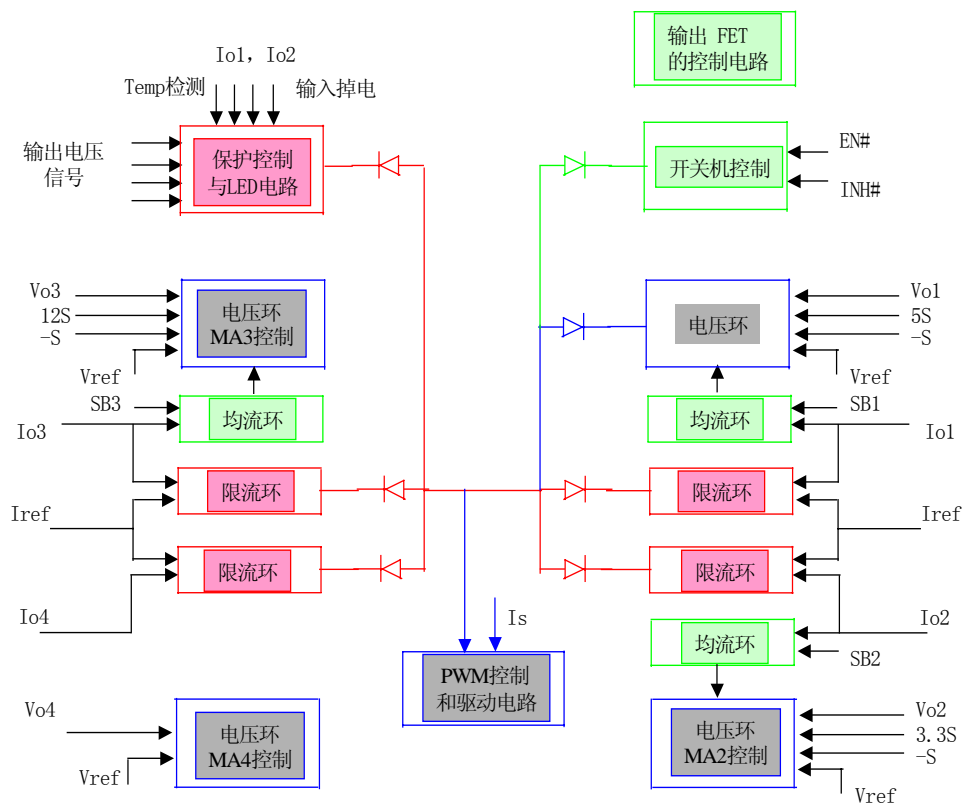 输出 FET
的控制电路
Io1, Io2
Temp检测
输入掉电
输出电压
信号
保护控制
与LED电路
开关机控制
EN#
INH#
Vo3
12S
-S
Vref
电压环
MA3控制
电压环
Vo1
5S
-S
Vref
SB3
Io3
均流环
均流环
SB1
Io1
限流环
限流环
Iref
Iref
限流环
限流环
Io4
Io2
Is
均流环
SB2
PWM控制
和驱动电路
Vo4
Vref
电压环
MA4控制
电压环
MA2控制
Vo2
3.3S
-S
Vref